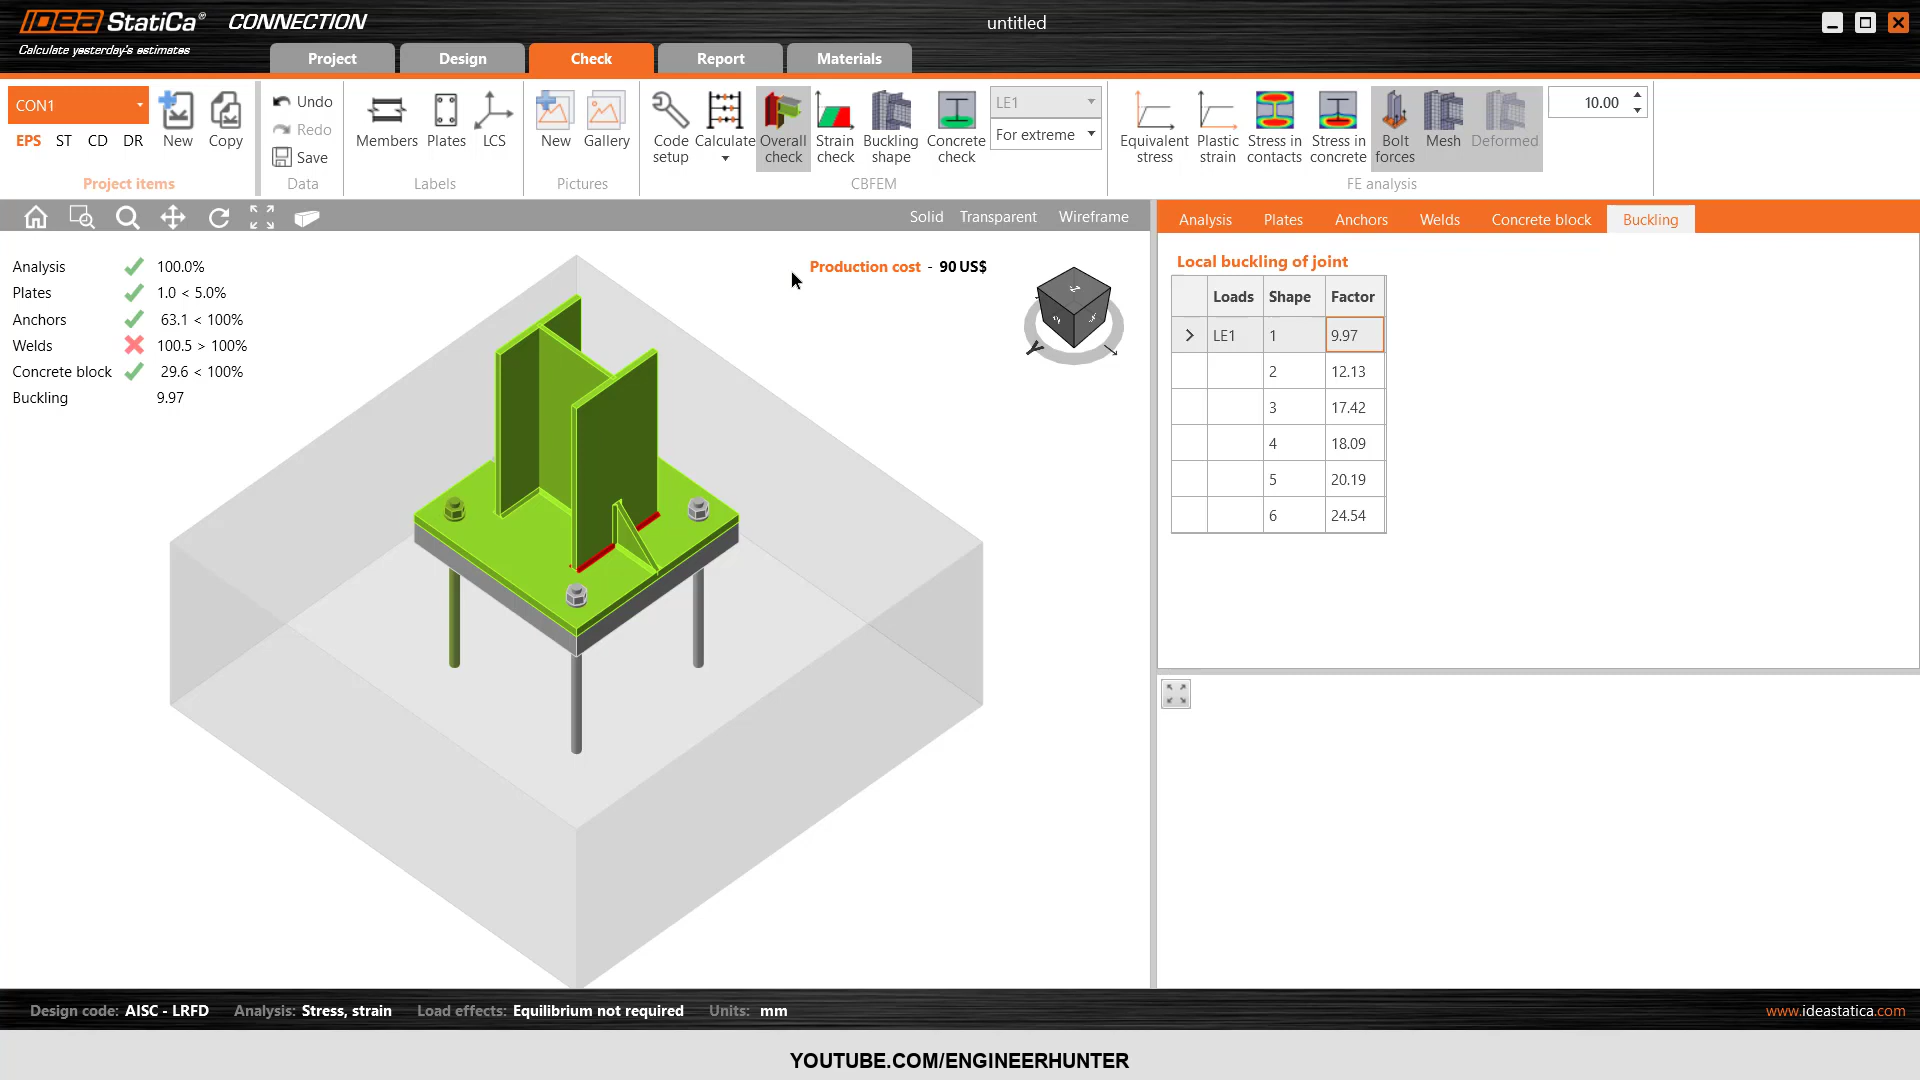 IDEA StatiCa® CONNECTION
Calculate yesterday's estimates
untitled
Project Design Check Report Materials
CON1
EPS ST CD DR
New Copy
Project items
Undo
Redo
Save
Data
Members Plates LCS
Labels
New Gallery
Pictures
Code setup
Calculate
Overall check
Strain check
Buckling shape
Concrete check
LE1
For extreme
CBFEM
Equivalent stress
Plastic strain
Stress in contacts
Stress in concrete
Bolt forces
Mesh
Deformed
10.00
FE analysis
Solid Transparent Wireframe
Analysis 100.0%
Plates 1.0 < 5.0%
Anchors 63.1 < 100%
Welds 100.5 > 100%
Concrete block 29.6 < 100%
Buckling 9.97
Production cost - 90 US$
-Z
+Y -X
Analysis Plates Anchors Welds Concrete block Buckling
Local buckling of joint
Loads Shape Factor
LE1 1 9.97
2 12.13
3 17.42
4 18.09
5 20.19
6 24.54
Design code: AISC - LRFD Analysis: Stress, strain Load effects: Equilibrium not required Units: mm
www.ideastatica.com
YOUTUBE.COM/ENGINEERHUNTER